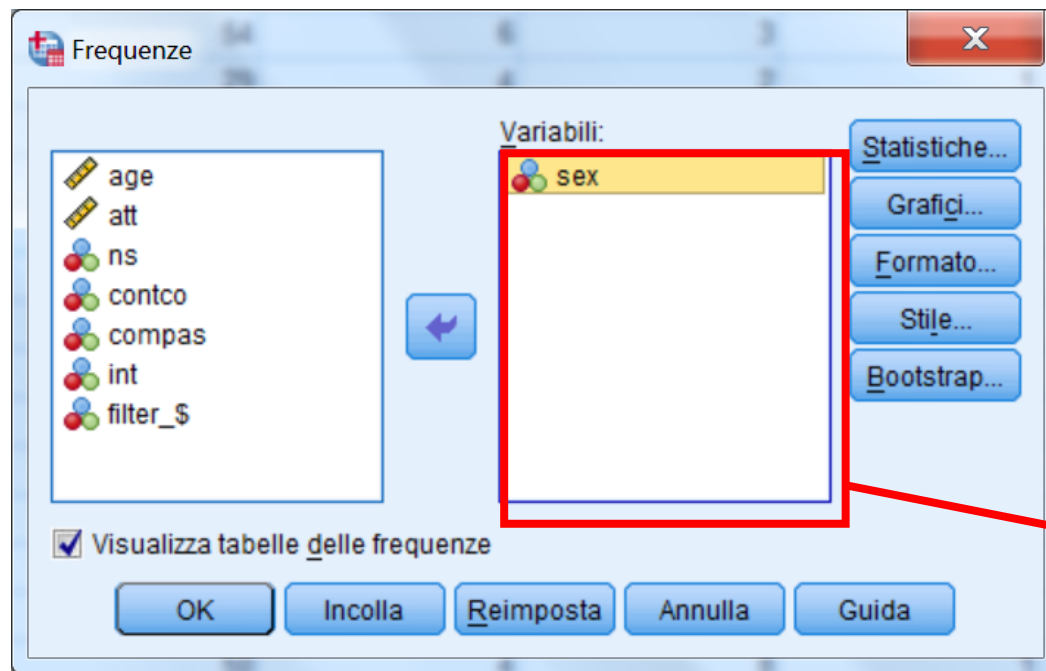 Frequenze
Variabili:
age
att
ns
contco
compas
int
filter_$
sex
Statistiche...
Grafici...
Formato...
Stile...
Bootstrap...
Visualizza tabelle delle frequenze
OK
Incolla
Reimposta
Annulla
Guida